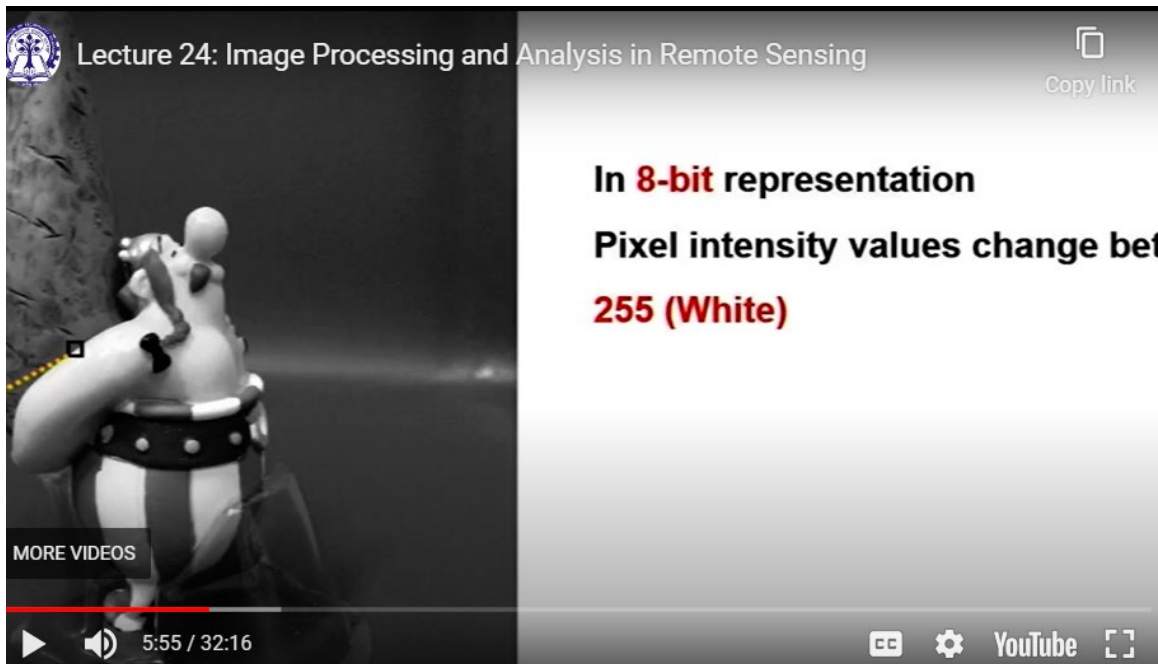 Lecture 24: Image Processing and Analysis in Remote Sensing
Copy link
In 8-bit representation
Pixel intensity values change bet
255 (White)
MORE VIDEOS
5:55 / 32:16
CC
YouTube